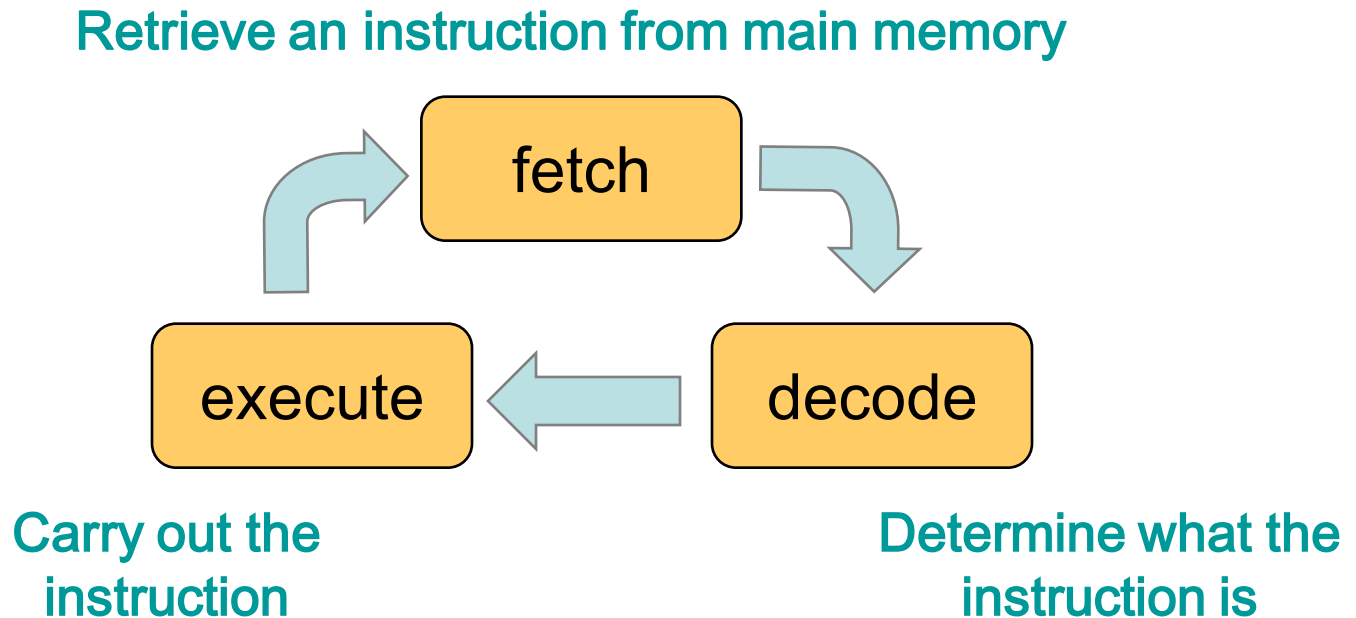 Retrieve an instruction from main memory
fetch
execute
decode
Carry out the
instruction
Determine what the
instruction is